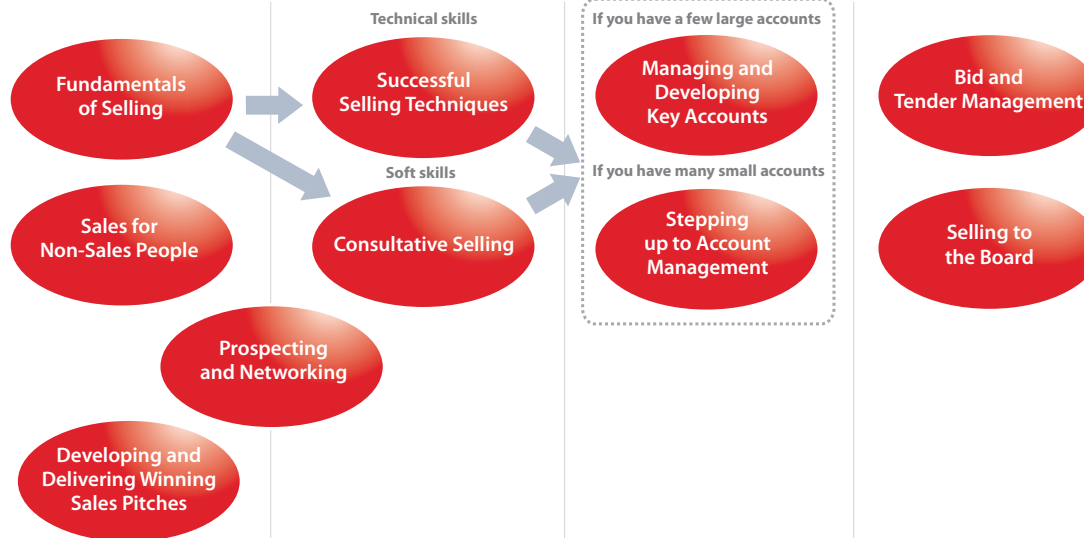 Technical skills
If you have a few large accounts
Fundamentals
of Selling
Successful
Selling Techniques
Managing and
Developing
Key Accounts
Bid and
Tender Management
Soft skills
If you have many small accounts
Sales for
Non-Sales People
Consultative Selling
Stepping
up to Account
Management
Selling to
the Board
Prospecting
and Networking
Developing and
Delivering Winning
Sales Pitches